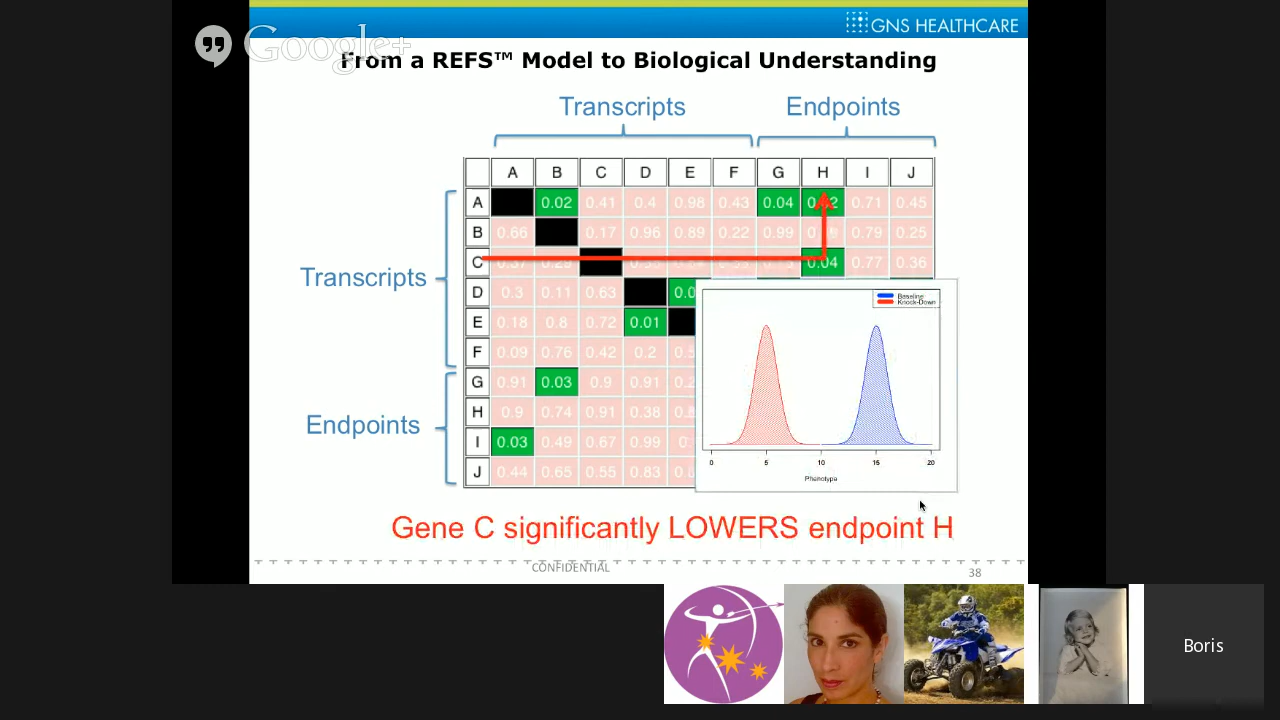 GNS HEALTHCARE
Google+
From a REFS™ Model to Biological Understanding
Transcripts Endpoints
A B C D E F G H I J
A 0.02 0.41 0.4 0.98 0.43 0.04 0.71 0.45
B 0.66 0.17 0.96 0.89 0.22 0.99 0.79 0.25
C 0.37 0.29 0.04 0.77 0.36
Transcripts
D 0.3 0.11 0.63
E 0.18 0.8 0.72 0.01
F 0.09 0.76 0.42 0.2
G 0.91 0.03 0.9 0.91
H 0.9 0.74 0.91 0.38
Endpoints
I 0.03 0.49 0.67 0.99
J 0.44 0.65 0.55 0.83
Baseline
Knock-Down
0 5 10 15 20
Phenotype
Gene C significantly LOWERS endpoint H
CONFIDENTIAL
38
Boris